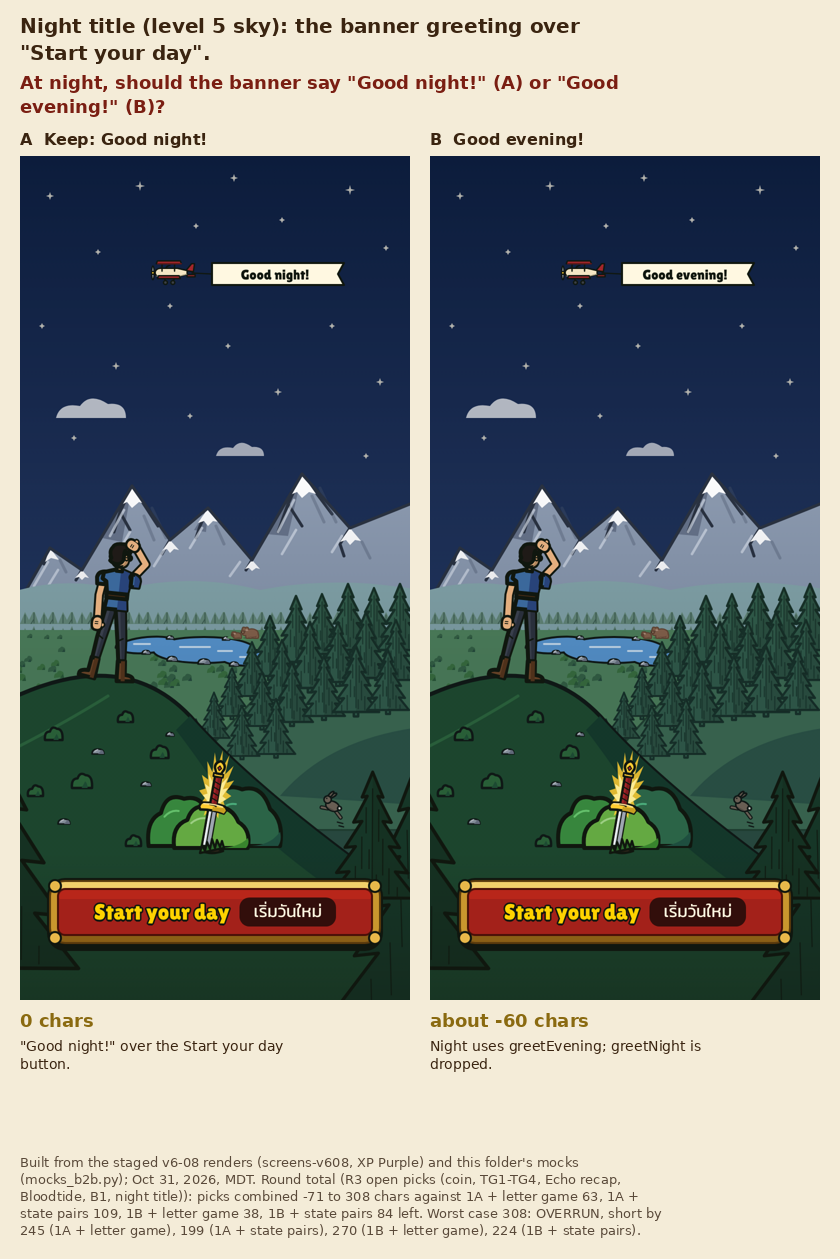 Night title (level 5 sky): the banner greeting over
"Start your day".
At night, should the banner say "Good night!" (A) or "Good
evening!" (B)?
A  Keep: Good night!
B  Good evening!
Good night!
Good evening!
Start your day เริ่มวันใหม่
Start your day เริ่มวันใหม่
0 chars
about -60 chars
"Good night!" over the Start your day
button.
Night uses greetEvening; greetNight is
dropped.
Built from the staged v6-08 renders (screens-v608, XP Purple) and this folder's mocks
(mocks_b2b.py); Oct 31, 2026, MDT. Round total (R3 open picks (coin, TG1-TG4, Echo recap,
Bloodtide, B1, night title)): picks combined -71 to 308 chars against 1A + letter game 63, 1A +
state pairs 109, 1B + letter game 38, 1B + state pairs 84 left. Worst case 308: OVERRUN, short by
245 (1A + letter game), 199 (1A + state pairs), 270 (1B + letter game), 224 (1B + state pairs).